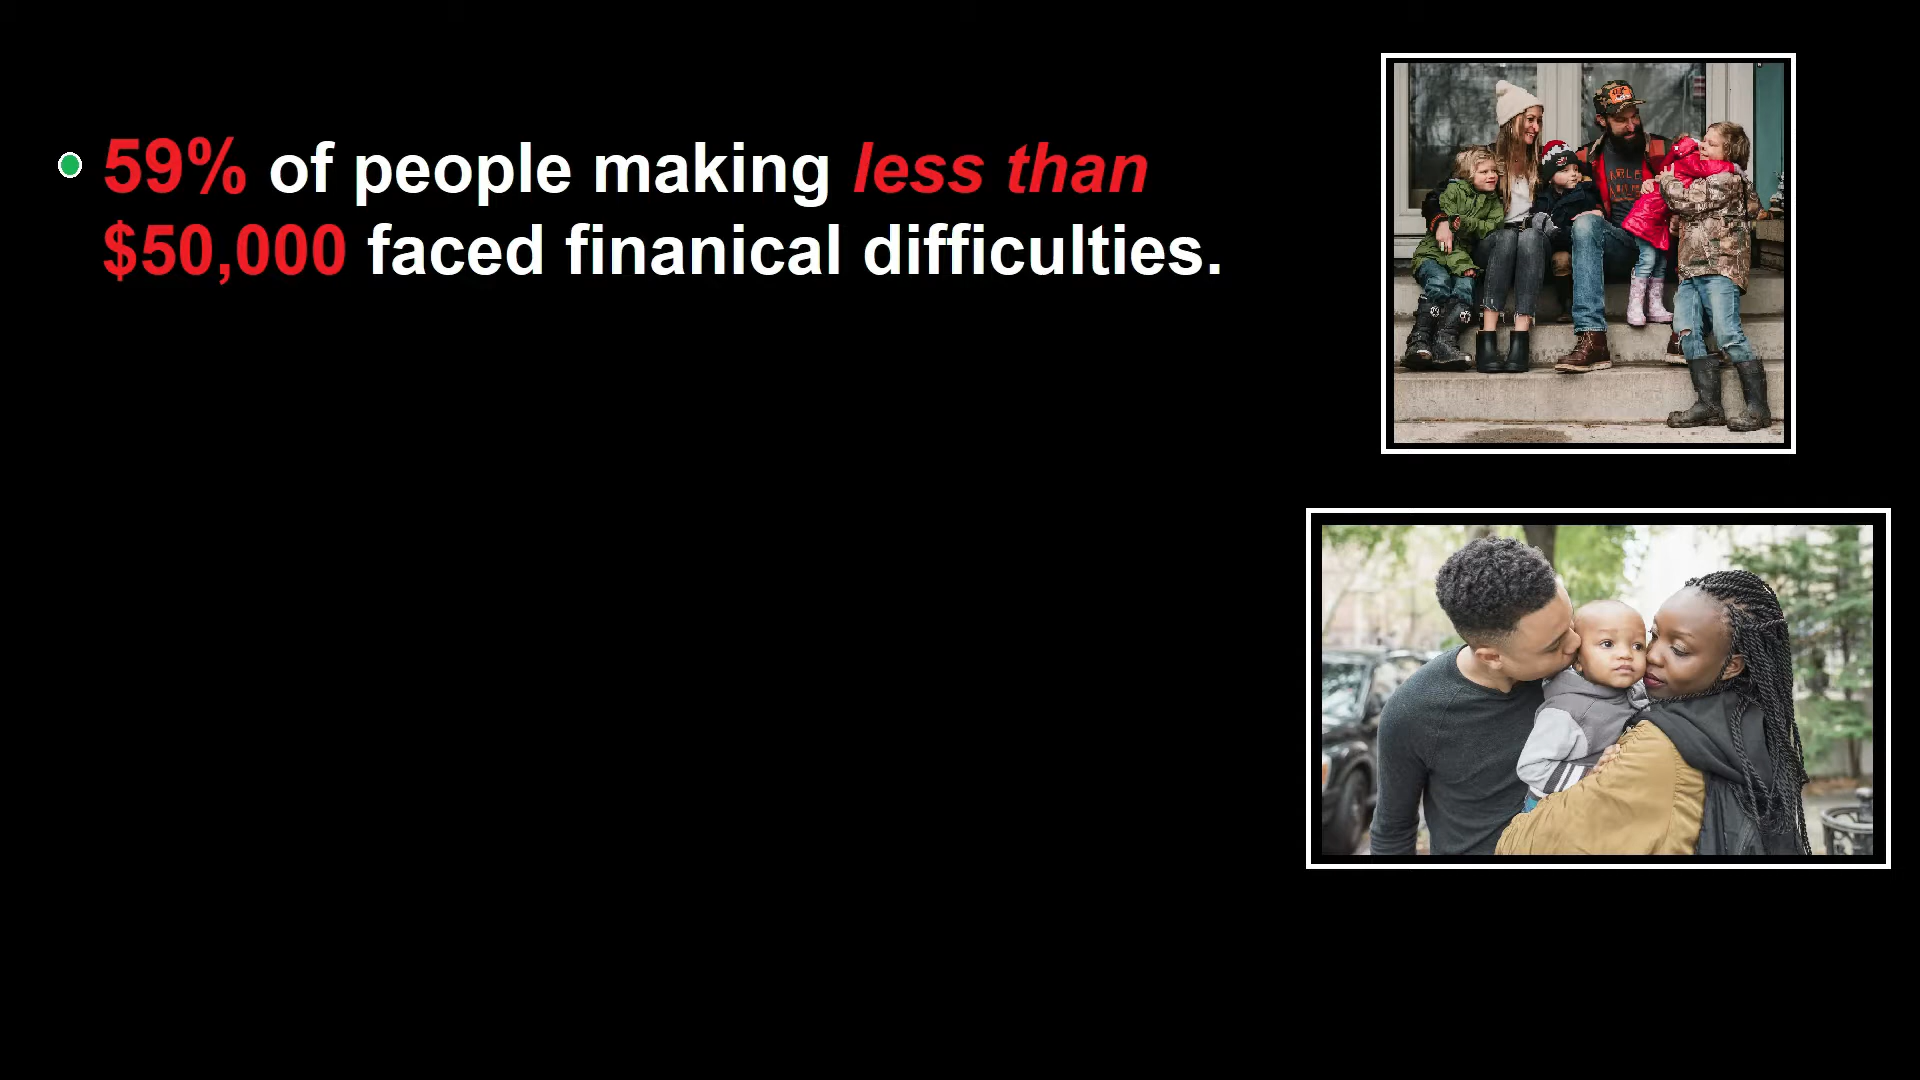 59% of people making less than
$50,000 faced finanical difficulties.